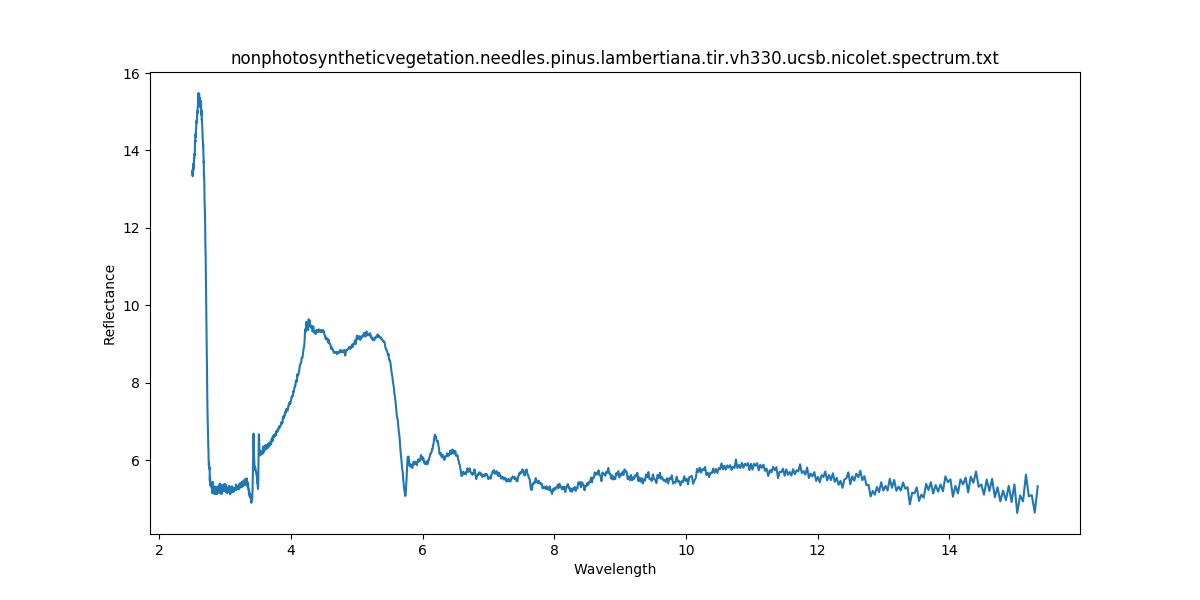 nonphotosyntheticvegetation.needles.pinus.lambertiana.tir.vh330.ucsb.nicolet.spectrum.txt
16
14
12
10
8
6
Reflectance
2 4 6 8 10 12 14
Wavelength